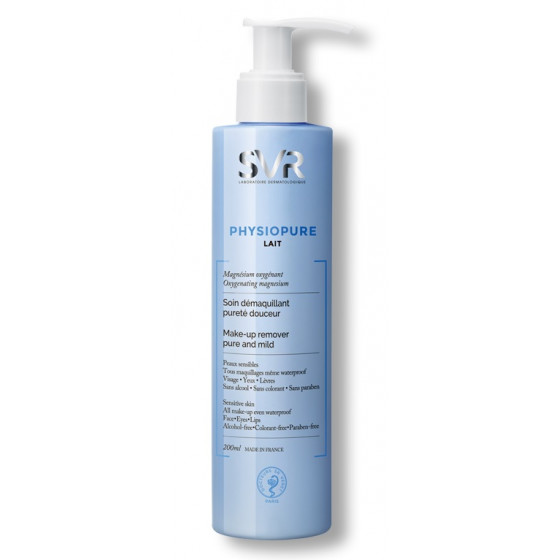 SVR
LABORATOIRE DERMATOLOGIQUE
PHYSIOPURE
LAIT
Magnésium oxygénant
Oxygenating magnesium
Soin démaquillant
pureté douceur
Make-up remover
pure and mild
Peaux sensibles
Tous maquillages même waterproof
Visage • Yeux • Lèvres
Sans alcool • Sans colorant • Sans paraben
Sensitive skin
All make-up even waterproof
Face•Eyes•Lips
Alcohol-free•Colorant-free•Paraben-free
200ml MADE IN FRANCE
PARIS